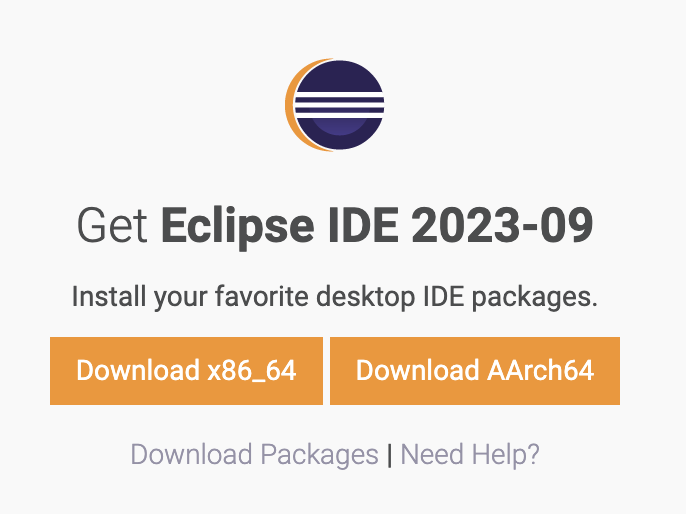 Get Eclipse IDE 2023-09
Install your favorite desktop IDE packages.
Download x86_64 Download AArch64
Download Packages | Need Help?